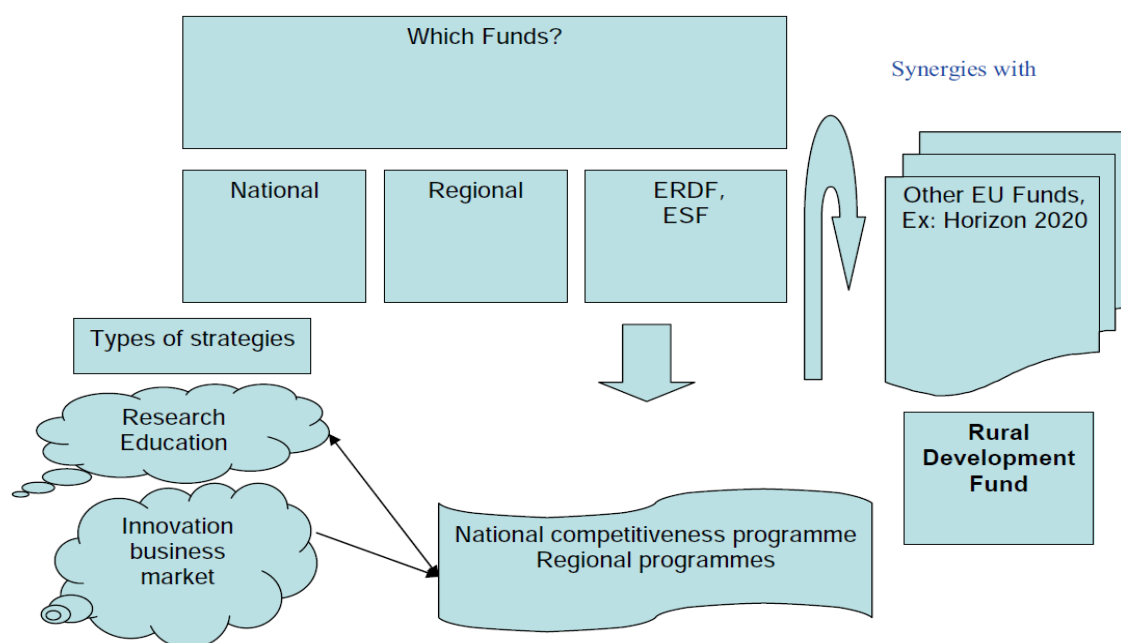 Which Funds?
Synergies with
National
Regional
ERDF,
ESF
Other EU Funds,
Ex: Horizon 2020
Types of strategies
Research
Education
Rural
Development
Fund
Innovation
business
market
National competitiveness programme
Regional programmes